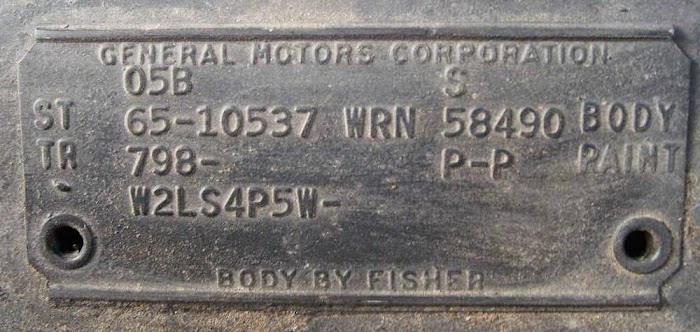 GENERAL MOTORS CORPORATION
05B S
ST 65-10537 WRN 58490 BODY
TR 798- P-P PAINT
W2LS4P5W-
BODY BY FISHER